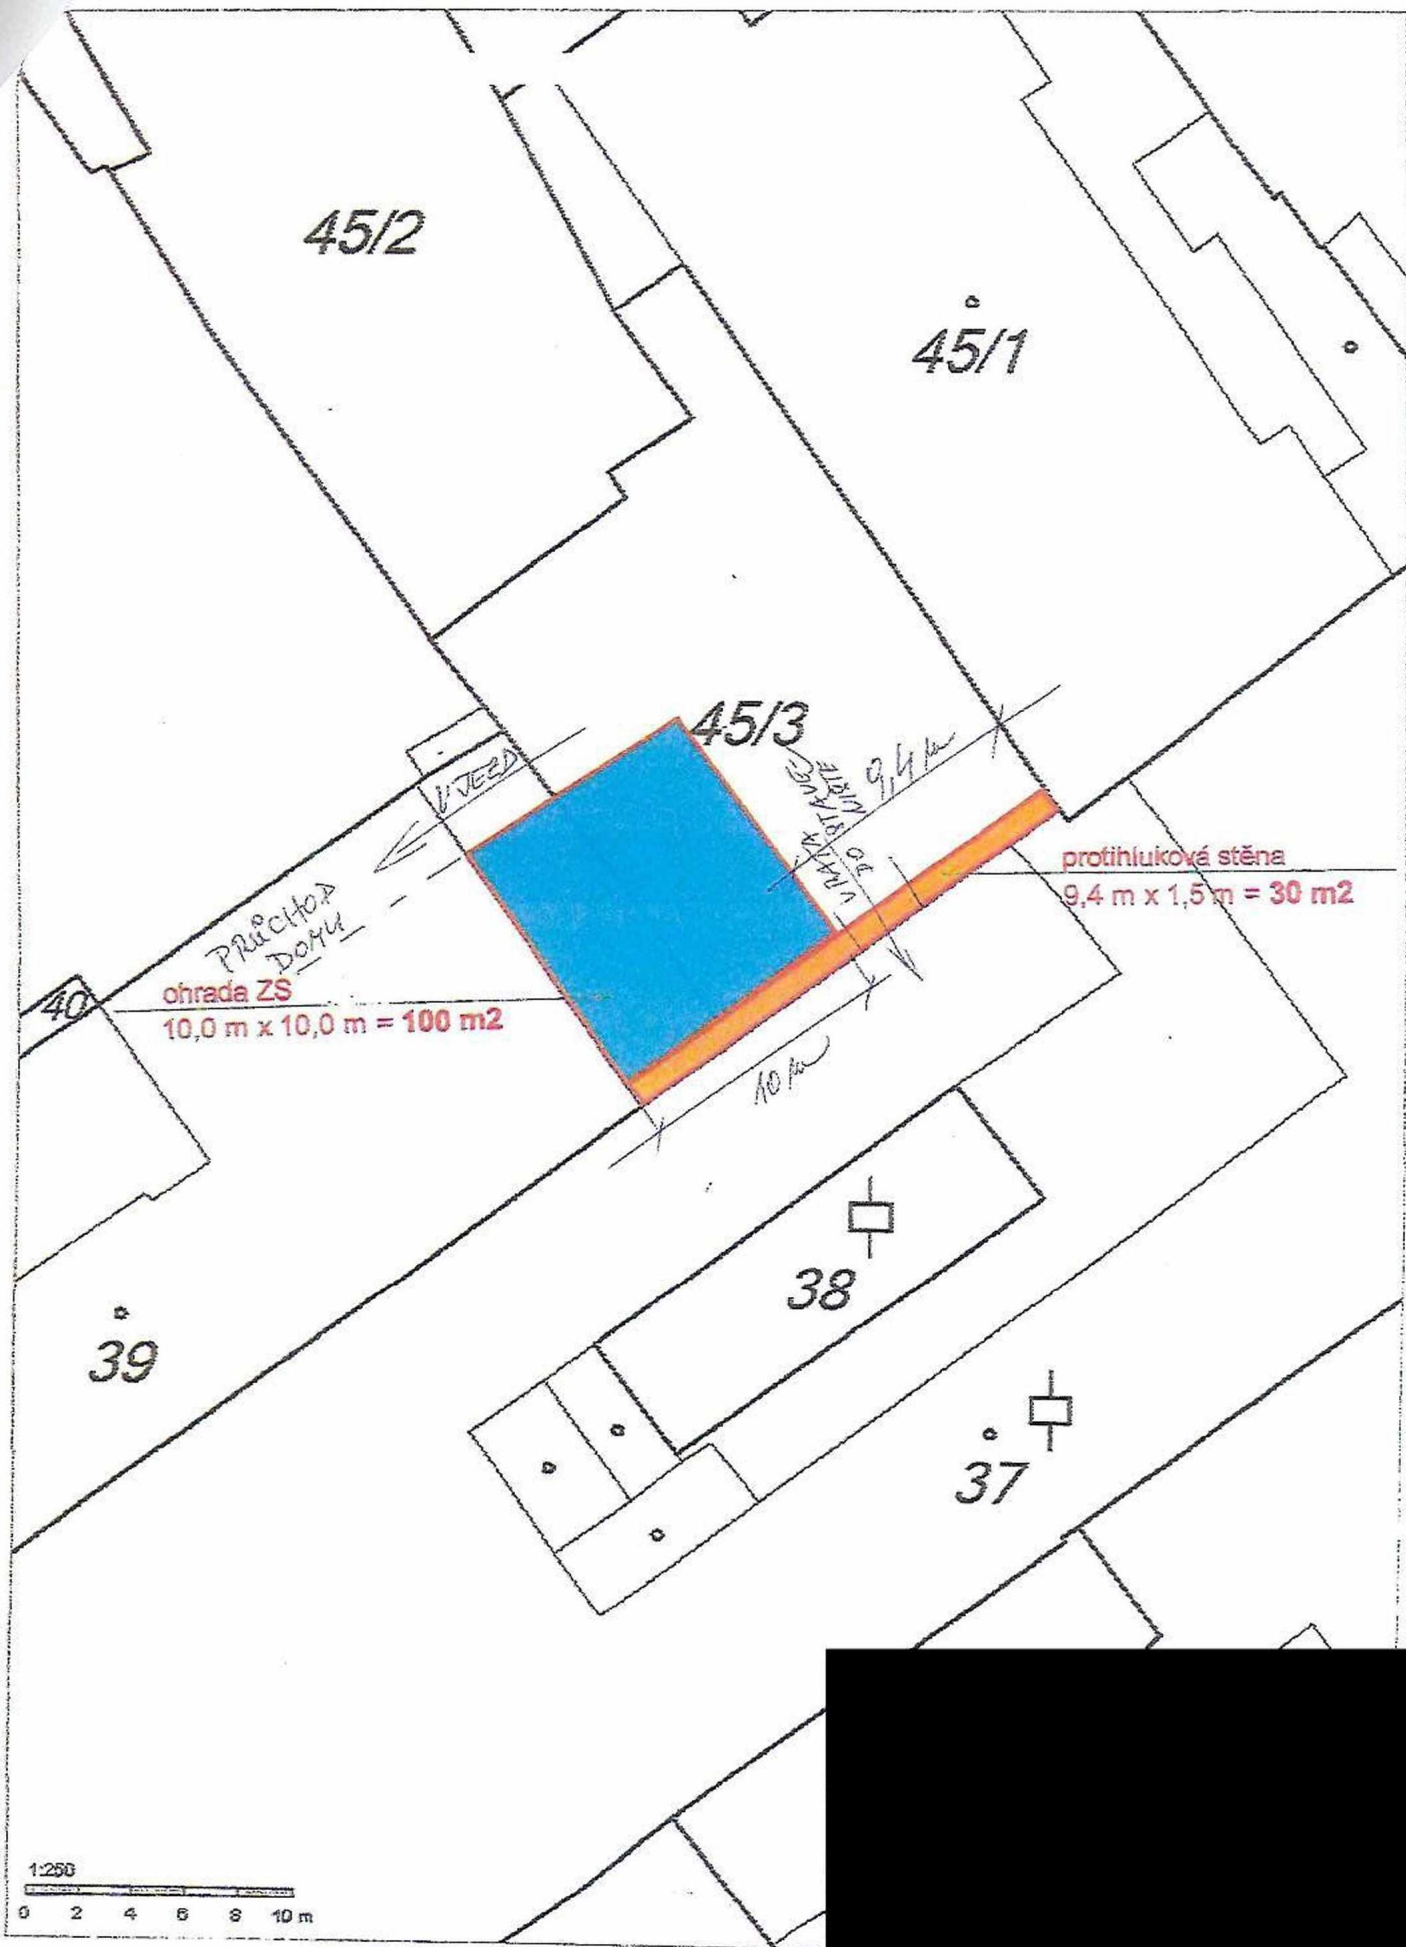 45/2
45/1
45/3
VJEZD
9,4 m
VRATA
DO STAVENIŠTĚ
protihluková stěna
9,4 m x 1,5 m = 30 m2
PRŮCHOD
DOMU
40
ohrada ZS
10,0 m x 10,0 m = 100 m2
10 m
38
39
37
1:250
0 2 4 6 8 10 m